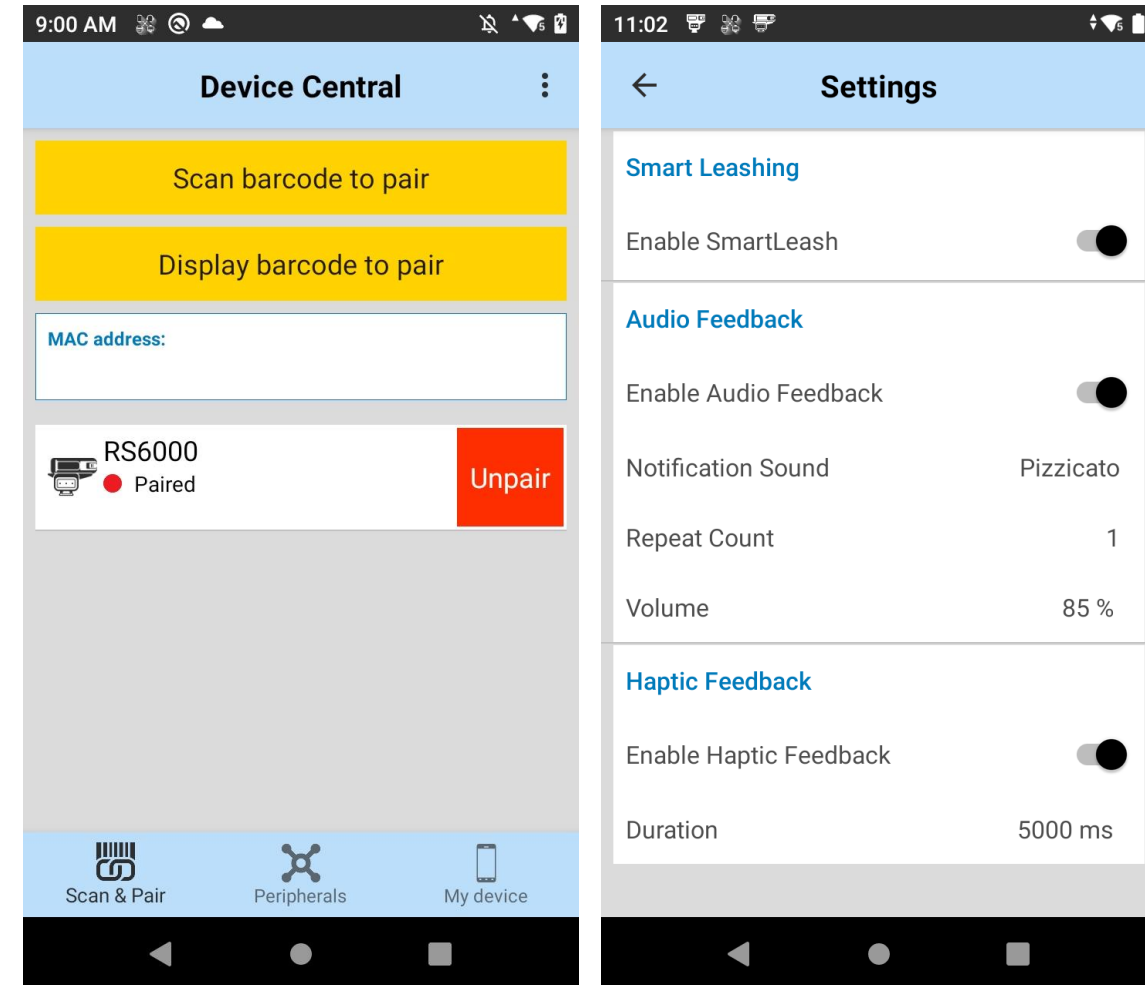 9:00 AM
Device Central
Scan barcode to pair
Display barcode to pair
MAC address:
RS6000
Paired
Unpair
Scan & Pair
Peripherals
My device
11:02
5
Settings
Smart Leashing
Enable SmartLeash
Audio Feedback
Enable Audio Feedback
Notification Sound Pizzicato
Repeat Count 1
Volume 85 %
Haptic Feedback
Enable Haptic Feedback
Duration 5000 ms